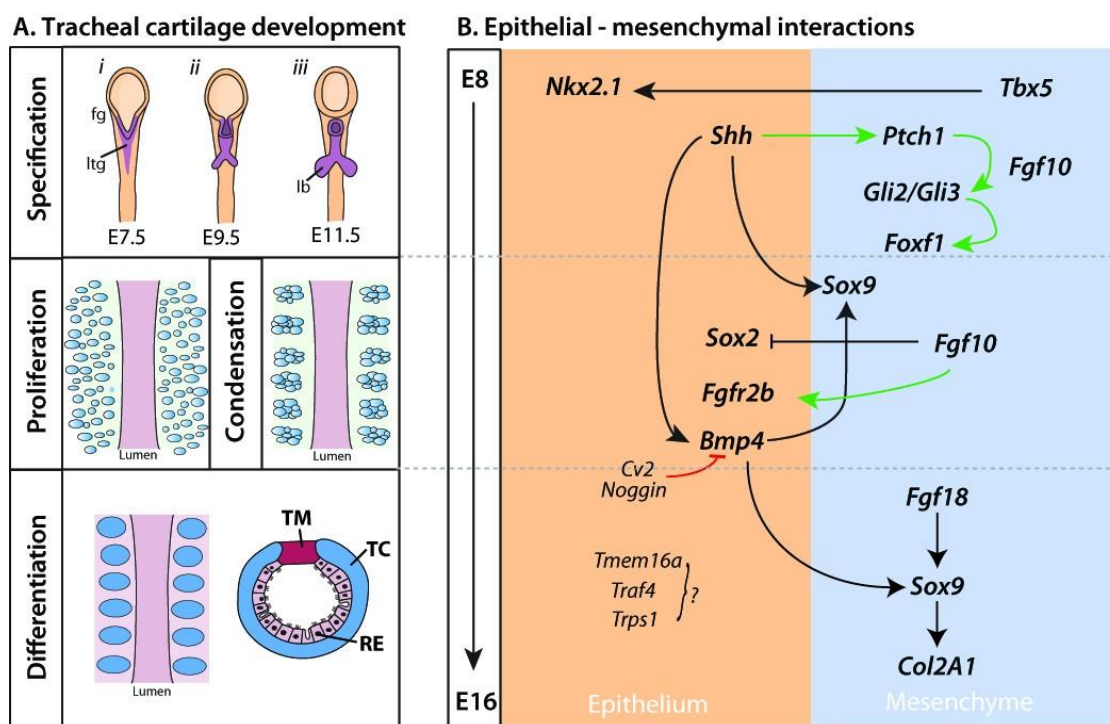 A. Tracheal cartilage development
B. Epithelial - mesenchymal interactions
Specification
i
ii
iii
fg
ltg
lb
E7.5
E9.5
E11.5
Proliferation
Lumen
Condensation
Lumen
Differentiation
Lumen
TM
TC
RE
E8
E16
Nkx2.1
Tbx5
Shh
Ptch1
Fgf10
Gli2/Gli3
Foxf1
Sox9
Sox2
Fgf10
Fgfr2b
Bmp4
Cv2
Noggin
Fgf18
Tmem16a
Traf4
Trps1
?
Sox9
Col2A1
Epithelium
Mesenchyme